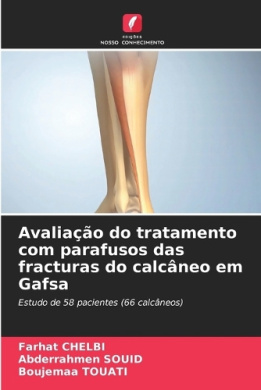 edições
NOSSO CONHECIMENTO
Avaliação do tratamento
com parafusos das
fracturas do calcâneo em
Gafsa
Estudo de 58 pacientes (66 calcâneos)
Farhat CHELBI
Abderrahmen SOUID
Boujemaa TOUATI